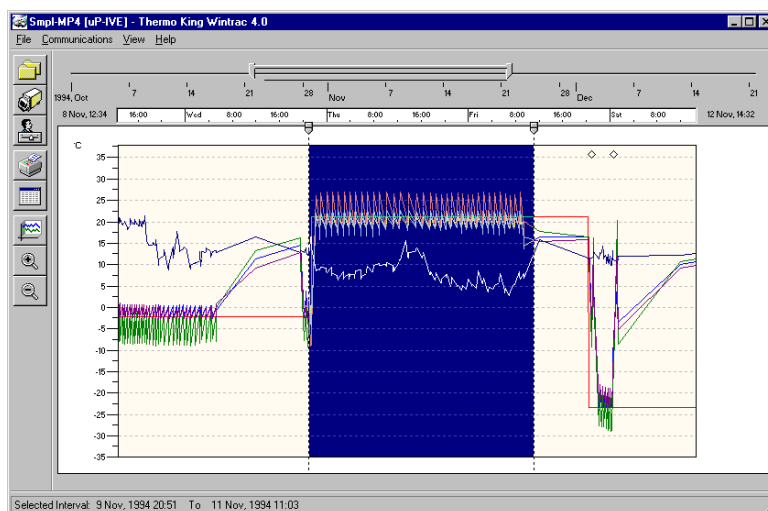 Smpl-MP4 [uP-IVE] - Thermo King Wintrac 4.0
File Communications View Help
1994, Oct 7 14 21 28 Nov 7 14 21 28 Dec 7 14 21
8 Nov, 12:34 16:00 Wed 8:00 16:00 Thu 8:00 16:00 Fri 8:00 16:00 Sat 8:00 12 Nov, 14:32
°C
35
30
25
20
15
10
5
0
-5
-10
-15
-20
-25
-30
-35
Selected Interval: 9 Nov, 1994 20:51 To 11 Nov, 1994 11:03